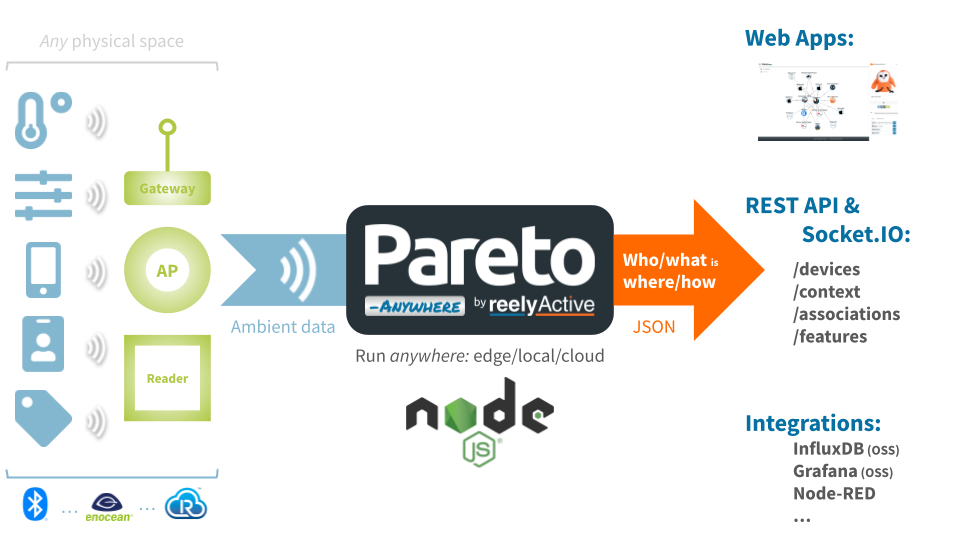 Any physical space
Gateway
AP
Reader
... enocean® ... R
Ambient data
Pareto
-ANYWHERE by reelyActive
Run anywhere: edge/local/cloud
node
JS®
Who/what is
where/how
JSON
Web Apps:
REST API &
Socket.IO:
/devices
/context
/associations
/features
Integrations:
InfluxDB (OSS)
Grafana (OSS)
Node-RED
...